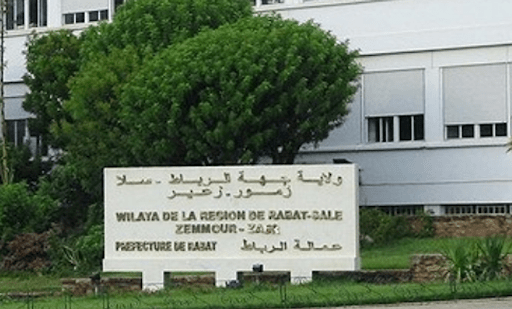 ولاية جهة الرباط - سلا
زمور - زعير
WILAYA DE LA REGION DE RABAT-SALE
ZEMMOUR - ZAE
PREFECTURE DE RABAT عمالة الرباط